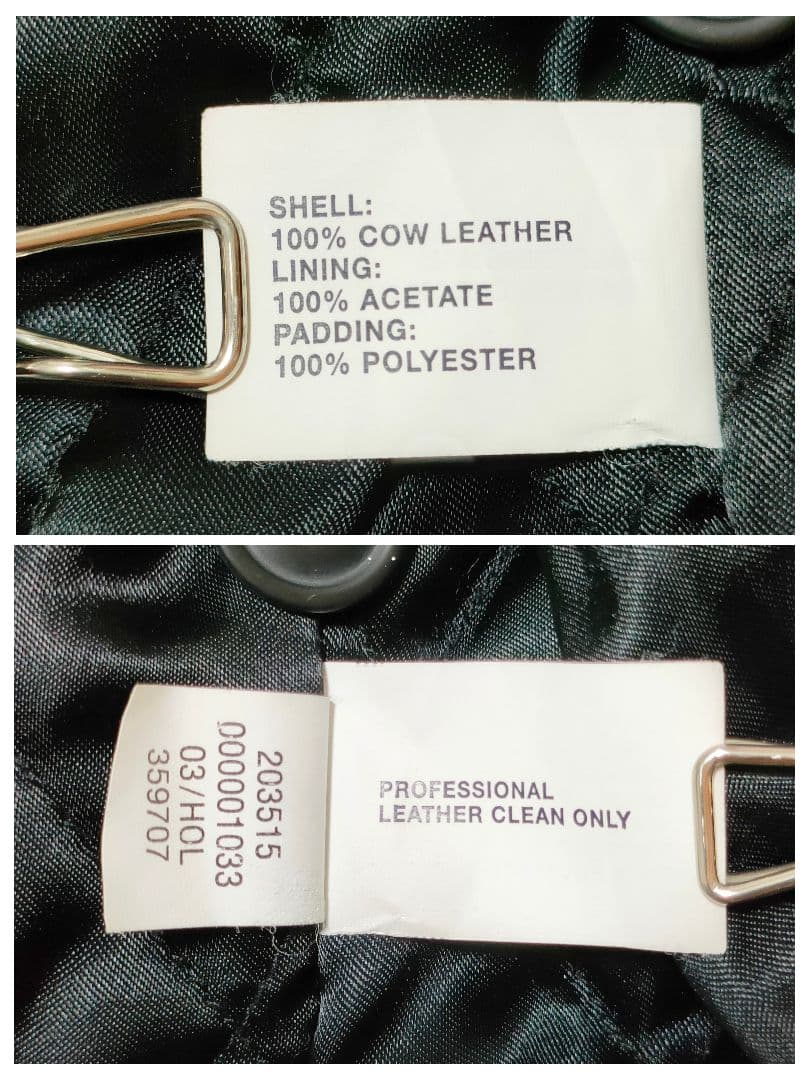 SHELL:
100% COW LEATHER
LINING:
100% ACETATE
PADDING:
100% POLYESTER
203515
000001033
03/HOL
359707
PROFESSIONAL
LEATHER CLEAN ONLY